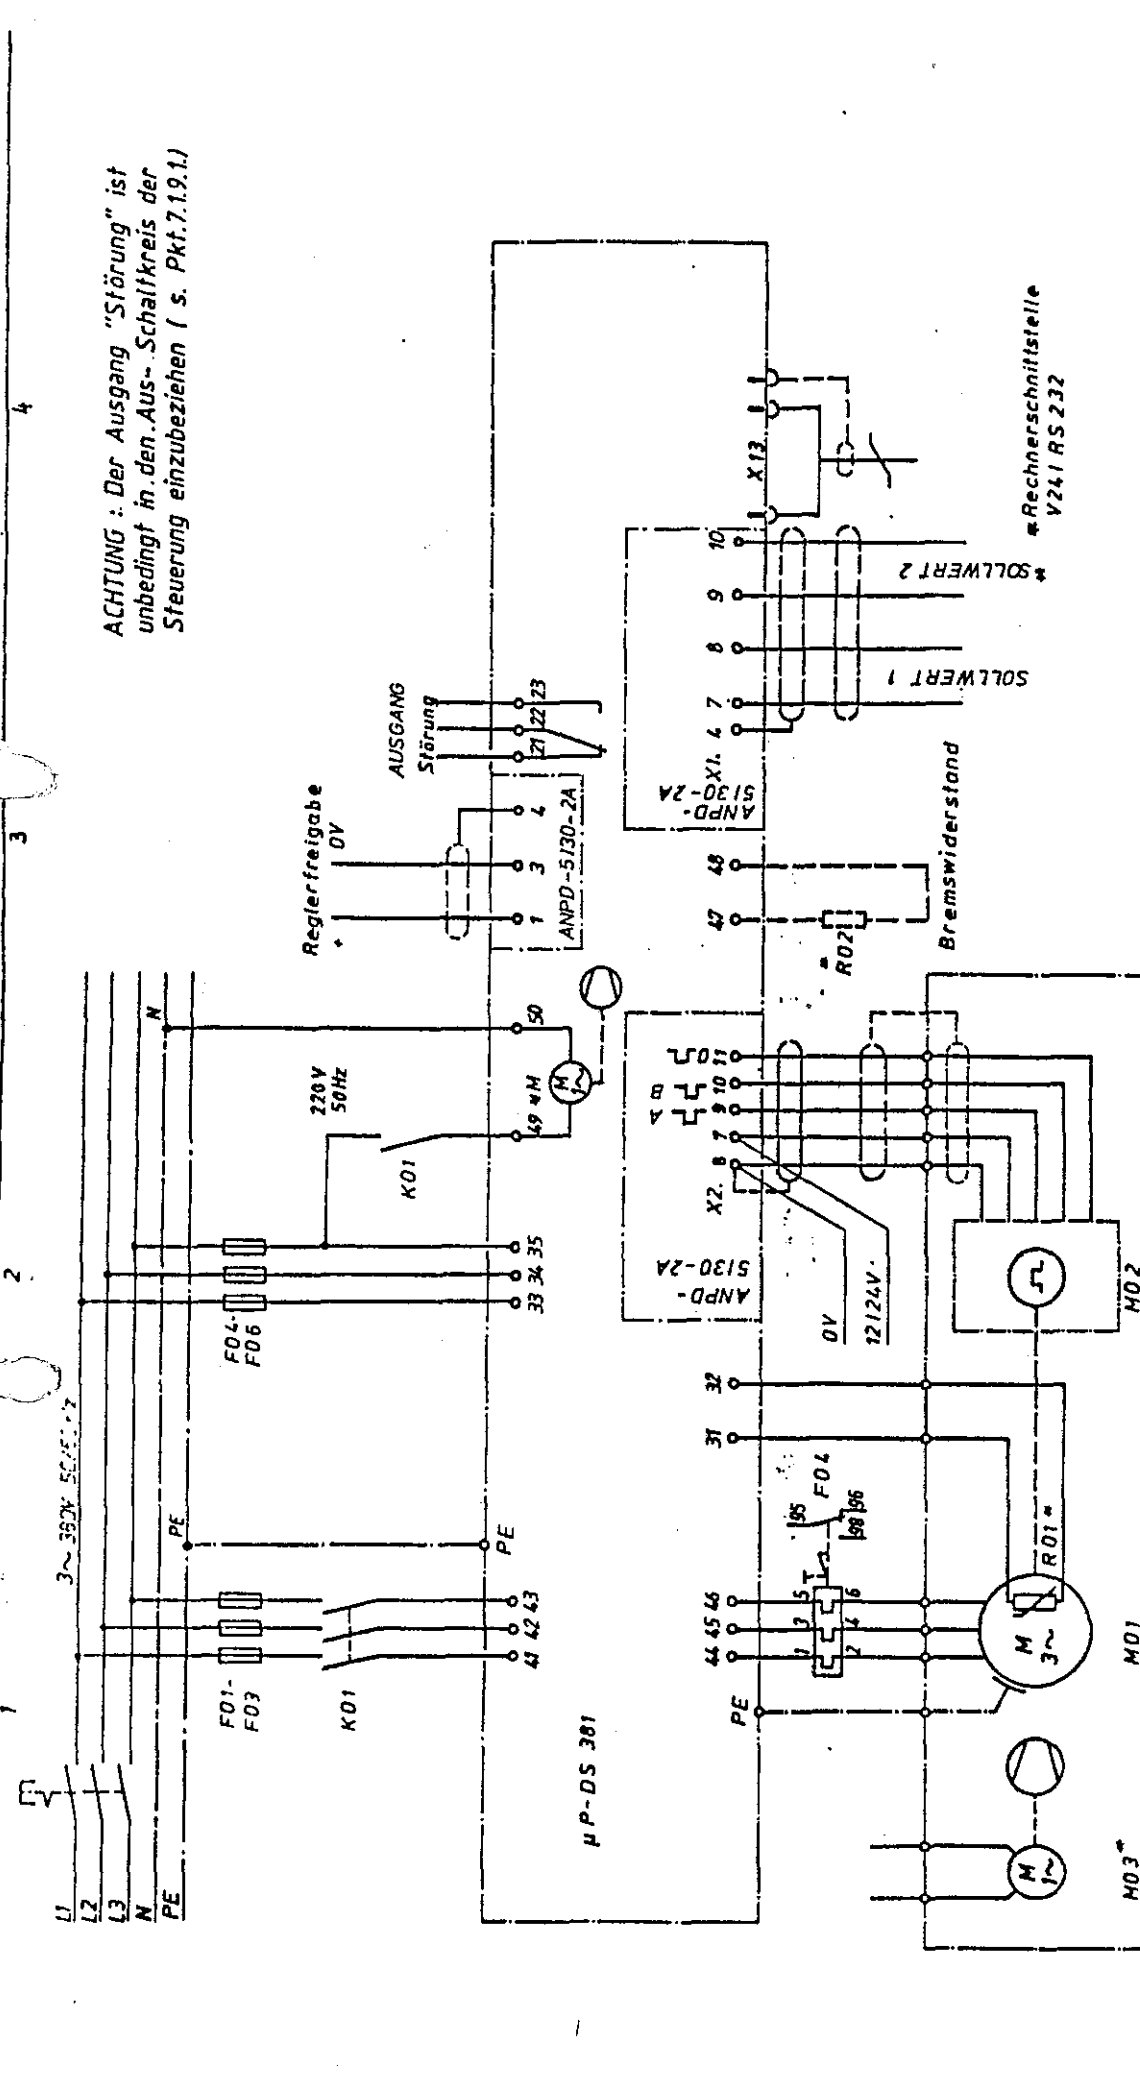 1
2
3
4
ACHTUNG : Der Ausgang "Störung" ist
unbedingt in den Aus- Schaltkreis der
Steuerung einzubeziehen ( s. Pkt.7.1.9.1.)
L1
L2
L3
N
PE
3~ 380V
PE
N
F01-
F03
K01
F04-
F06
220V
50Hz
K01
Reglerfreigabe
+
0V
AUSGANG
Störung
41
42
43
PE
33
34
35
49
M
50
M
1~
1
3
4
ANPD-5130-2A
21
22
23
µP-DS 381
PE
44
45
46
31
32
ANPD-
5130-2A
X2.
8
7
9
10
11
A
B
0
47
48
ANPD-
5130-2A
X1.
4
7
8
9
10
X13
1
3
5
2
4
6
95
96
98
F04
0V
12/24V
* R02
Bremswiderstand
SOLLWERT 1
SOLLWERT 2 *
*Rechnerschnittstelle
V24/ RS 232
M
1~
M03*
M
3~
R01*
M01
M02